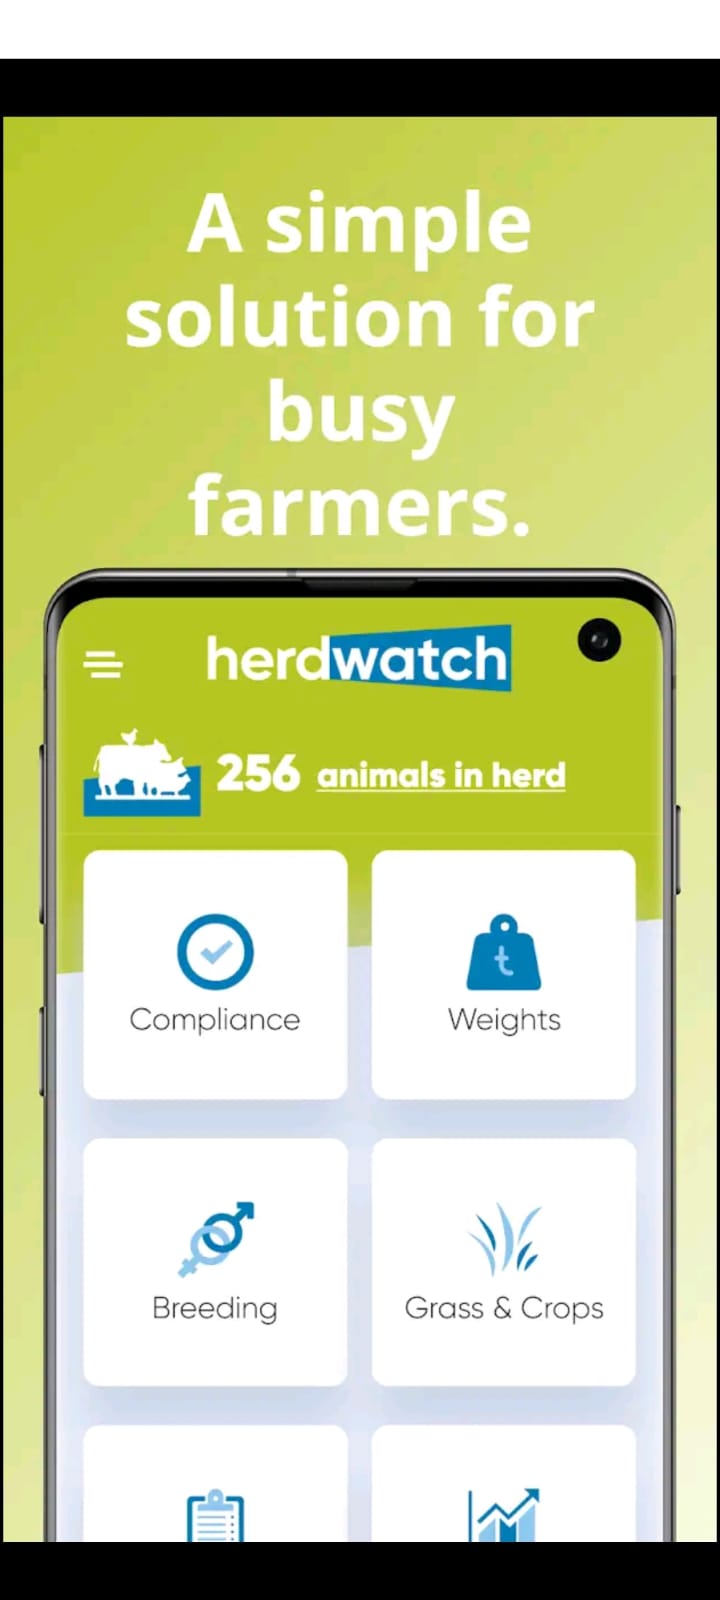 A simple
solution for
busy
farmers.
herdwatch
256 animals in herd
t
Compliance
Weights
Breeding
Grass & Crops